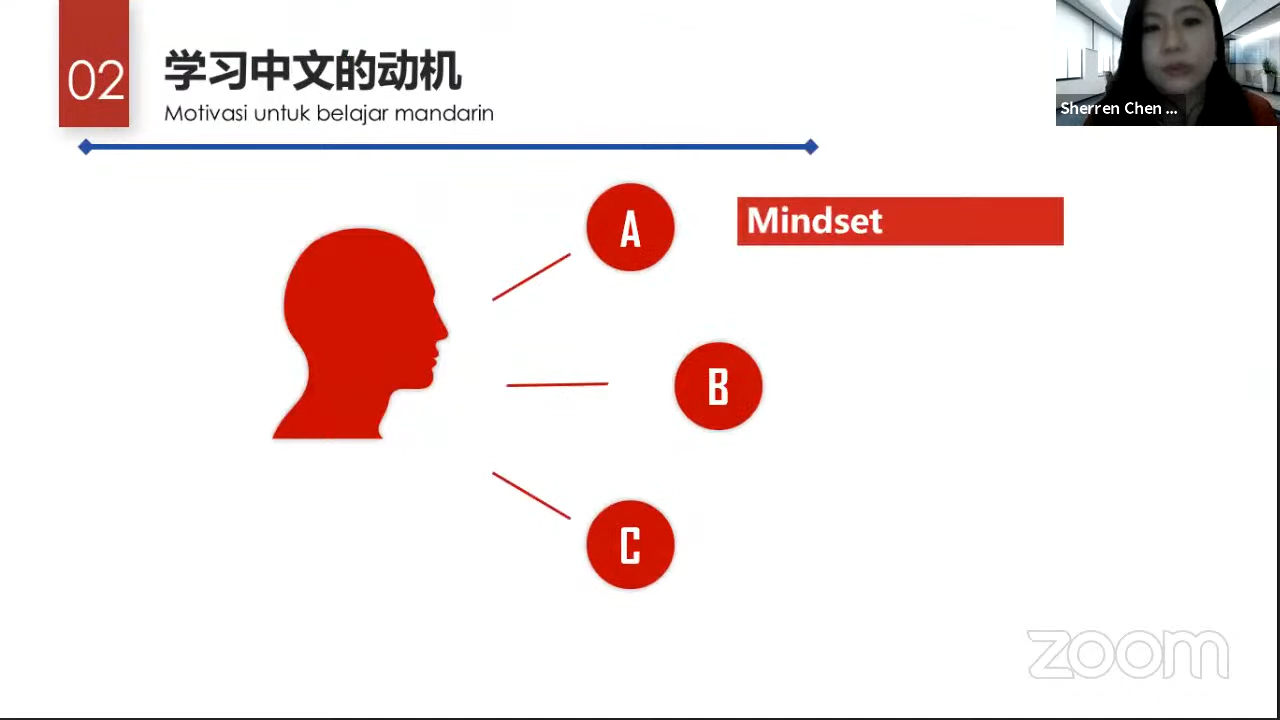 02
学习中文的动机
Motivasi untuk belajar mandarin
Sherren Chen ...
A
Mindset
B
C
zoom